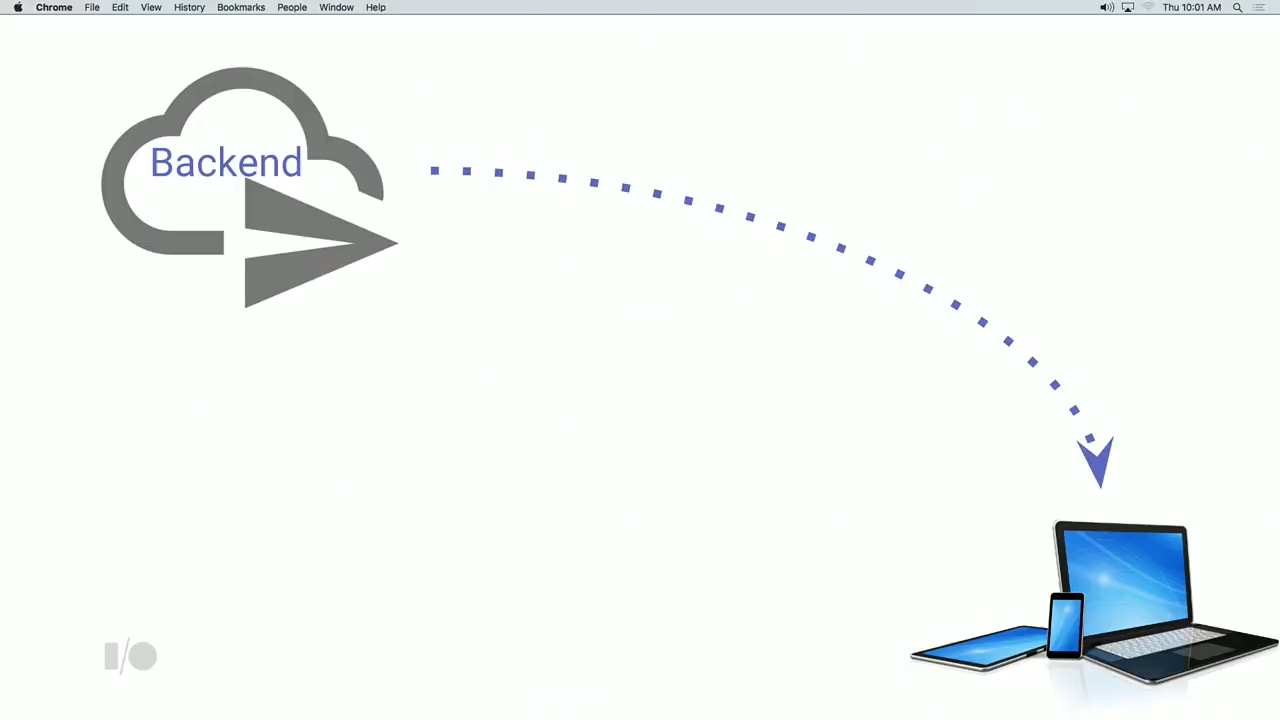 Chrome File Edit View History Bookmarks People Window Help Thu 10:01 AM
Backend
I/O